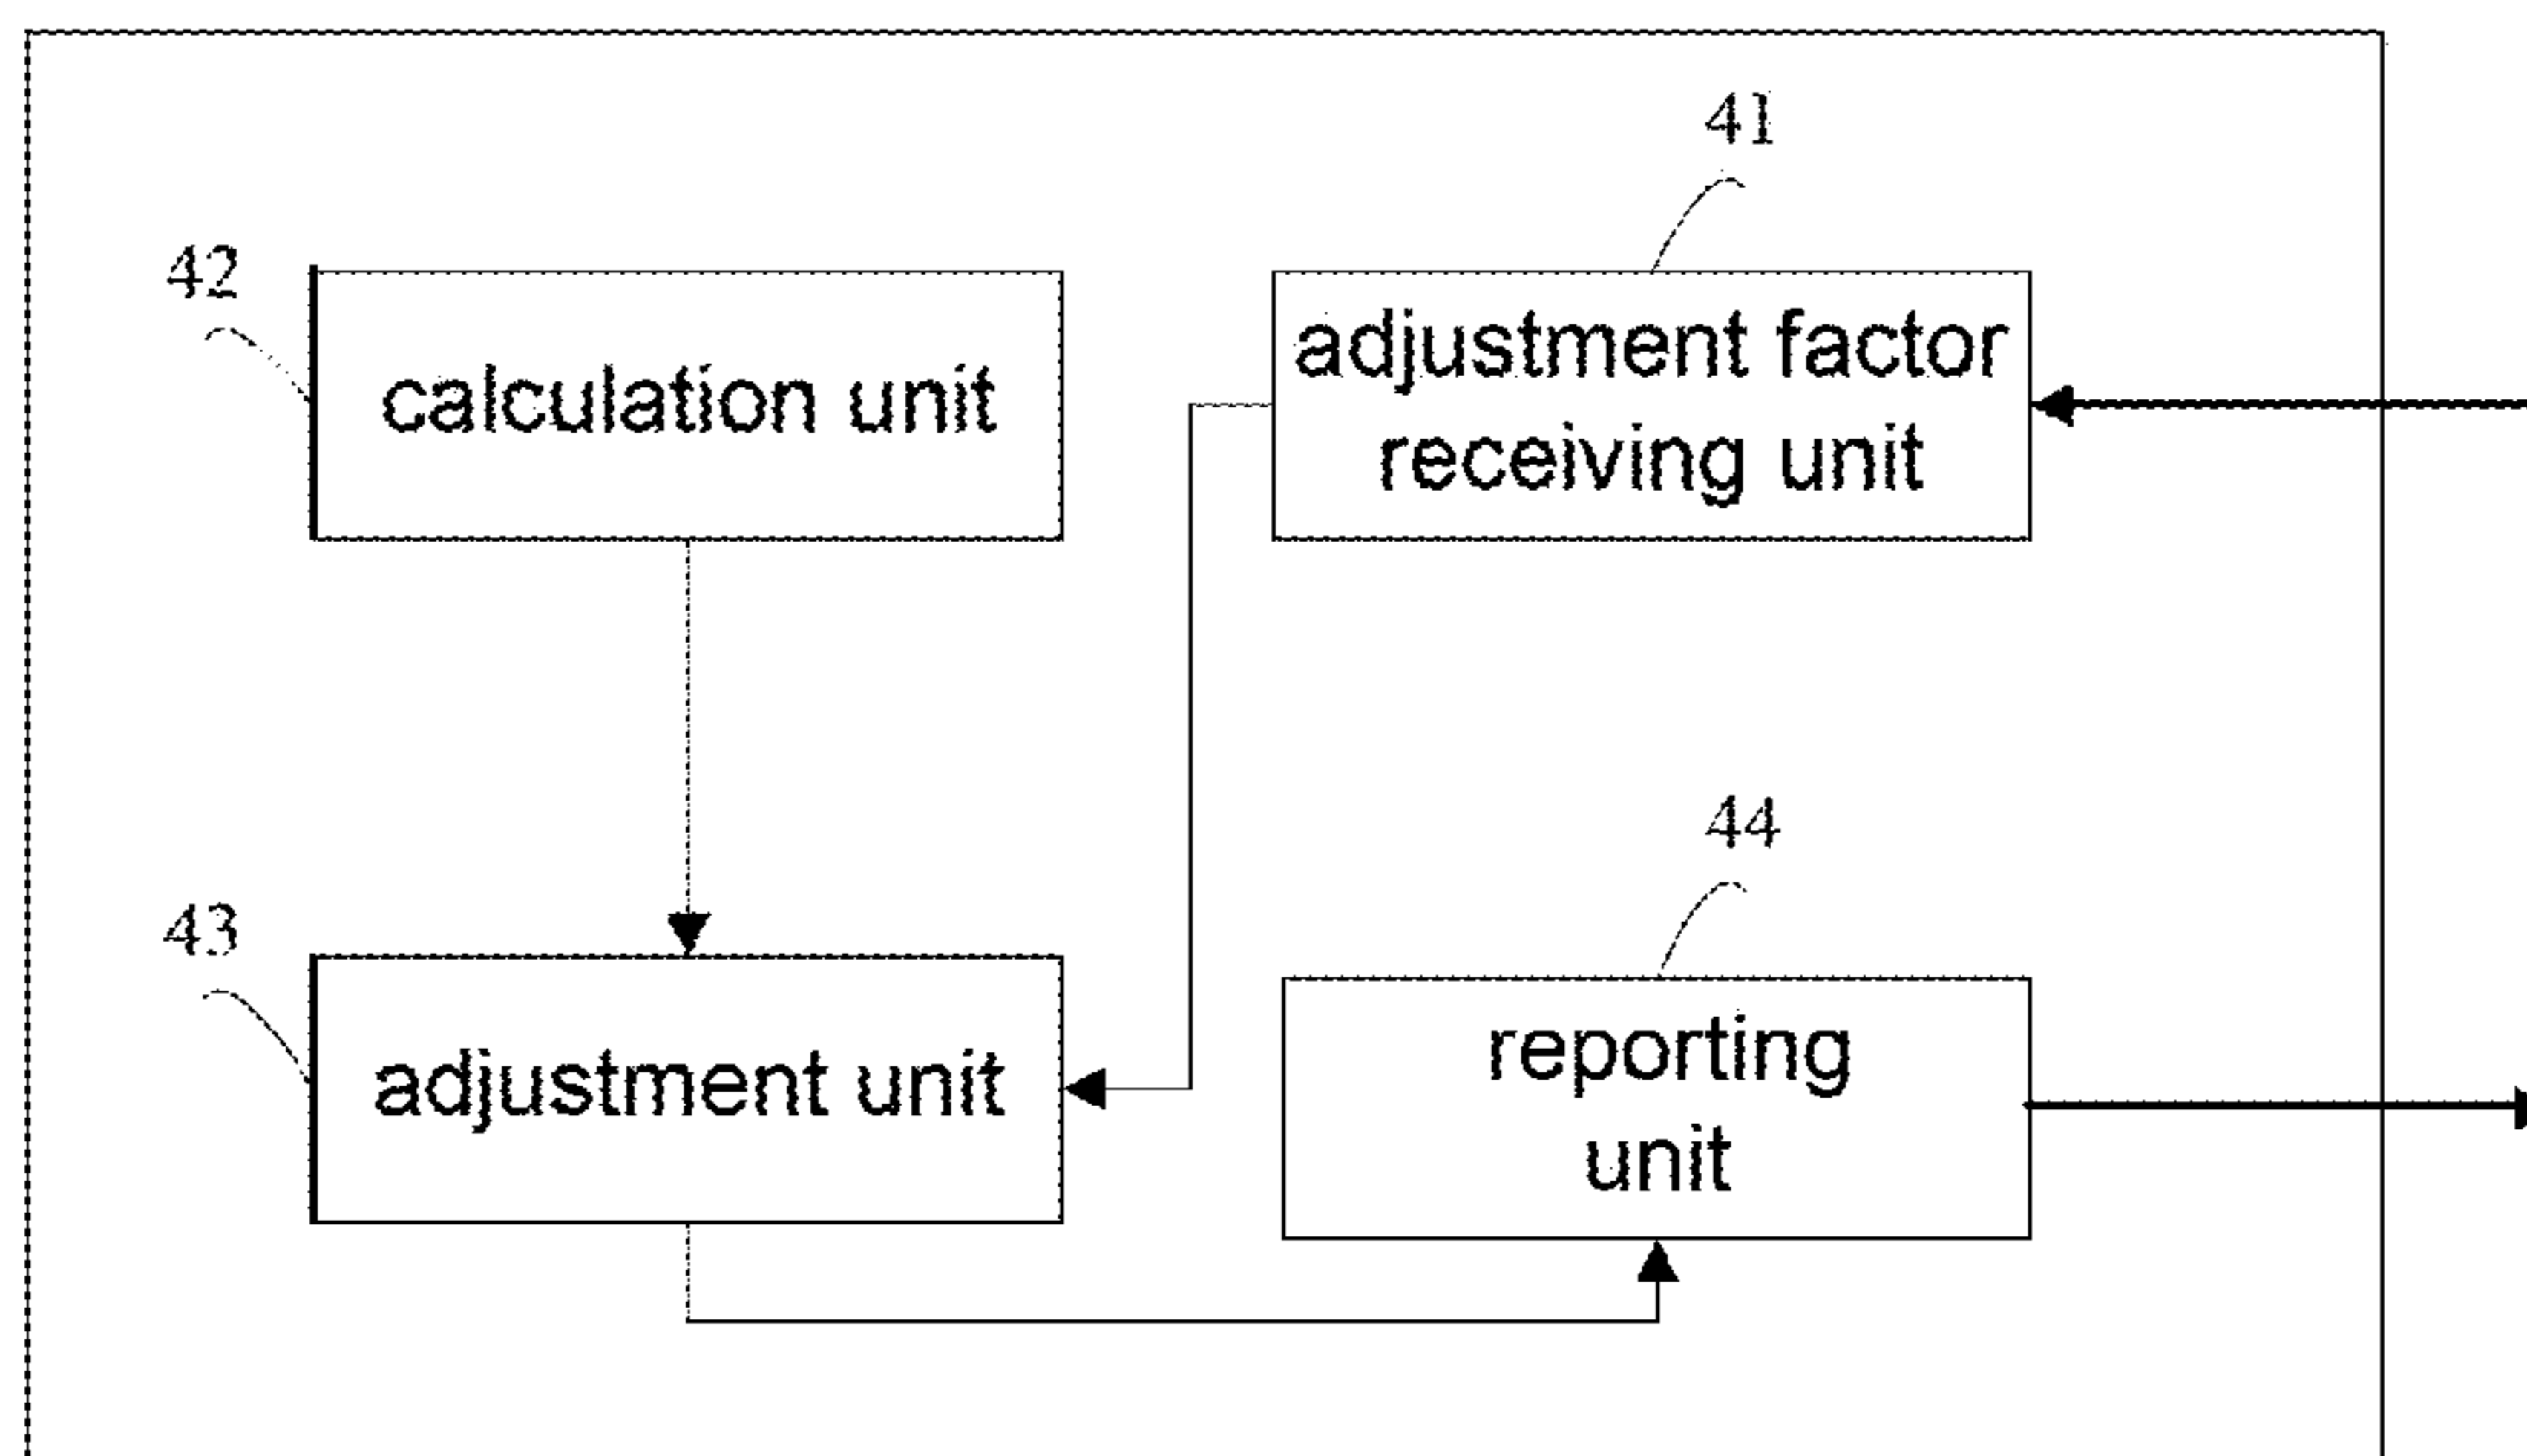 41
42
calculation unit
adjustment factor
receiving unit
44
43
adjustment unit
reporting
unit